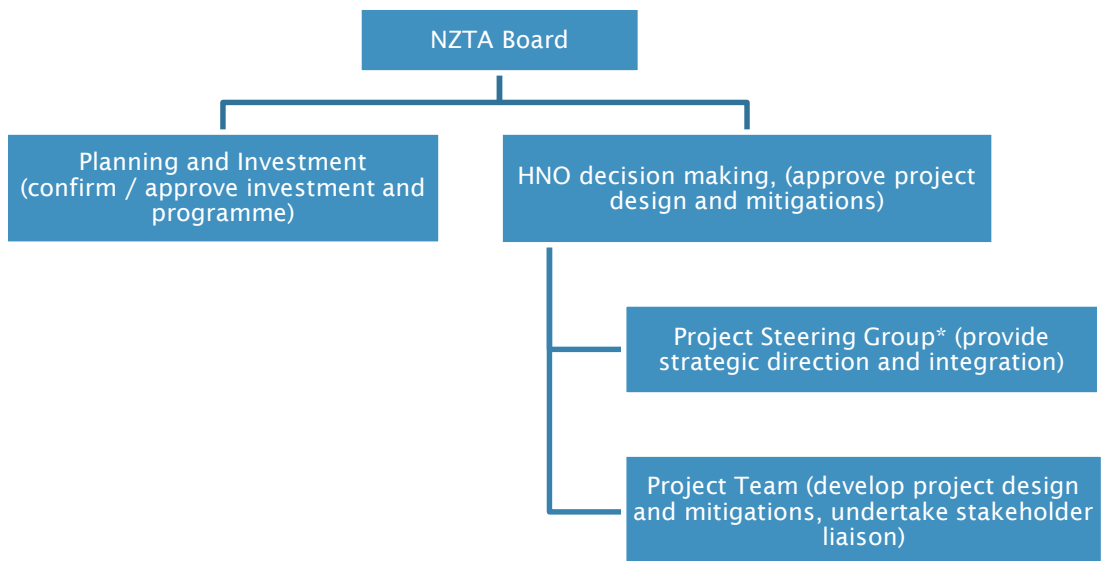 NZTA Board
Planning and Investment
(confirm / approve investment and
programme)
HNO decision making, (approve project
design and mitigations)
Project Steering Group* (provide
strategic direction and integration)
Project Team (develop project design
and mitigations, undertake stakeholder
liaison)